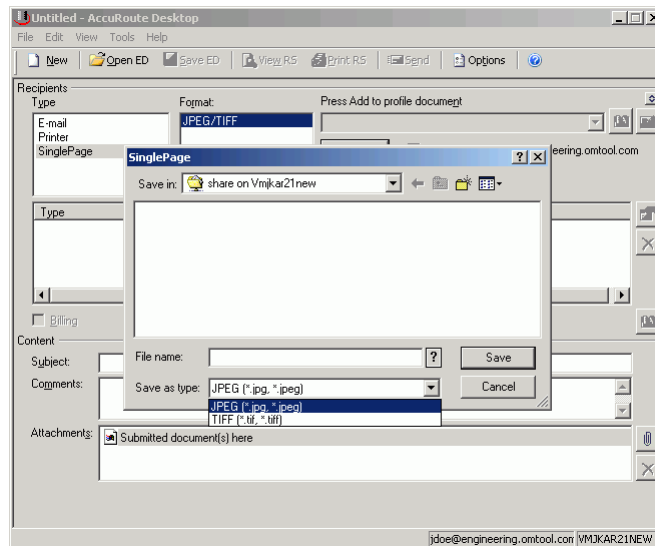 Untitled - AccuRoute Desktop
File Edit View Tools Help
New Open ED Save ED View RS Print RS Send Options
Recipients
Type Format: Press Add to profile document
E-mail
Printer
SinglePage
JPEG/TIFF
eering.omtool.com
SinglePage
Save in: share on Vmjkar21new
Type
File name: ? Save
Save as type: JPEG (*.jpg, *.jpeg) Cancel
JPEG (*.jpg, *.jpeg)
TIFF (*.tif, *.tiff)
Billing
Content
Subject:
Comments:
Attachments: Submitted document(s) here
jdoe@engineering.omtool.com VMJKAR21NEW